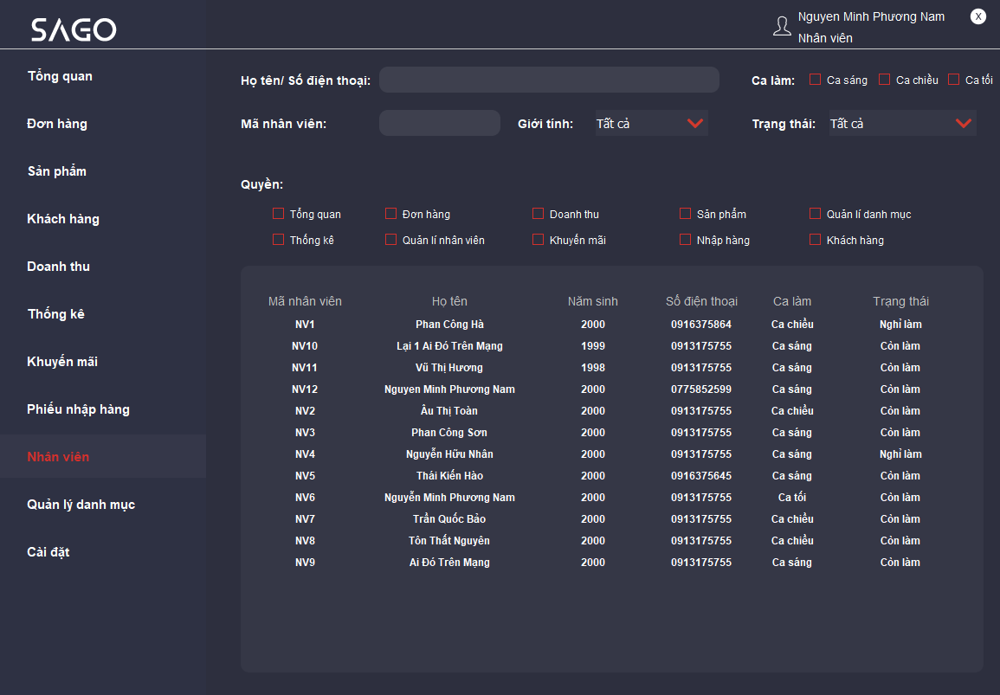 SAGO
Nguyen Minh Phương Nam
X
Nhân viên
Tổng quan
Đơn hàng
Sản phẩm
Khách hàng
Doanh thu
Thống kê
Khuyến mãi
Phiếu nhập hàng
Nhân viên
Quản lý danh mục
Cài đặt
Họ tên/ Số điện thoại:
Ca làm: Ca sáng Ca chiều Ca tối
Mã nhân viên: Giới tính: Tất cả Trạng thái: Tất cả
Quyền:
Tổng quan Đơn hàng Doanh thu Sản phẩm Quản lí danh mục
Thống kê Quản lí nhân viên Khuyến mãi Nhập hàng Khách hàng
Mã nhân viên Họ tên Năm sinh Số điện thoại Ca làm Trạng thái
NV1 Phan Công Hà 2000 0916375864 Ca chiều Nghỉ làm
NV10 Lại 1 Ai Đó Trên Mạng 1999 0913175755 Ca sáng Còn làm
NV11 Vũ Thị Hương 1998 0913175755 Ca sáng Còn làm
NV12 Nguyen Minh Phương Nam 2000 0775852599 Ca sáng Còn làm
NV2 Âu Thị Toàn 2000 0913175755 Ca chiều Còn làm
NV3 Phan Công Sơn 2000 0913175755 Ca sáng Còn làm
NV4 Nguyễn Hữu Nhân 2000 0913175755 Ca sáng Nghỉ làm
NV5 Thái Kiến Hào 2000 0916375645 Ca sáng Còn làm
NV6 Nguyễn Minh Phương Nam 2000 0913175755 Ca tối Còn làm
NV7 Trần Quốc Bảo 2000 0913175755 Ca chiều Còn làm
NV8 Tôn Thất Nguyên 2000 0913175755 Ca chiều Còn làm
NV9 Ai Đó Trên Mạng 2000 0913175755 Ca sáng Còn làm